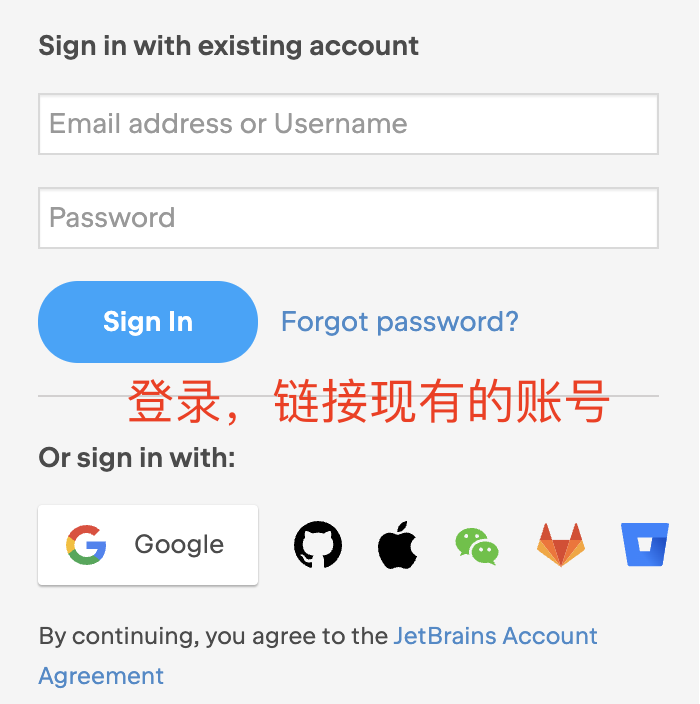 Sign in with existing account
Email address or Username
Password
Sign In Forgot password?
登录，链接现有的账号
Or sign in with:
Google
By continuing, you agree to the JetBrains Account
Agreement